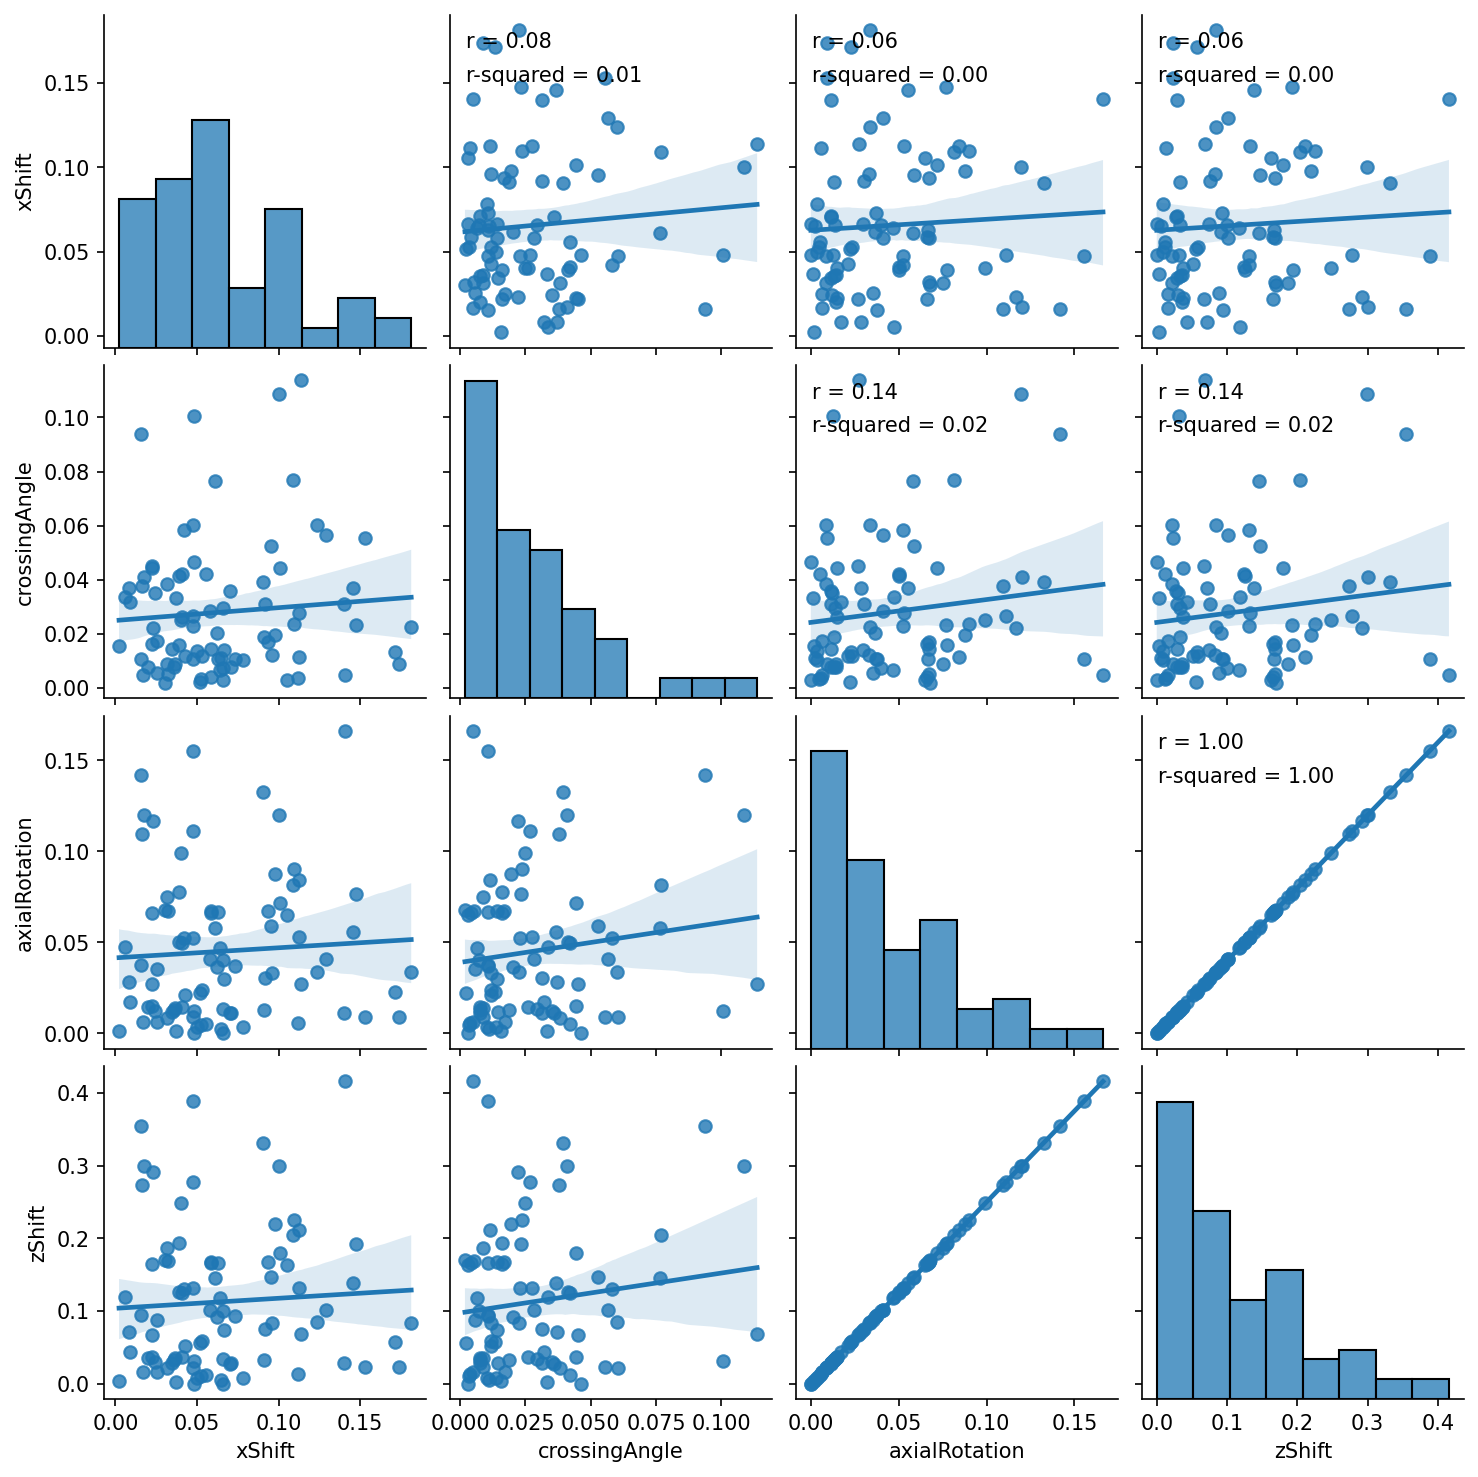 r = 0.08
r-squared = 0.01
r = 0.06
r-squared = 0.00
r = 0.06
r-squared = 0.00
xShift
0.15
0.10
0.05
0.00
r = 0.14
r-squared = 0.02
r = 0.14
r-squared = 0.02
crossingAngle
0.10
0.08
0.06
0.04
0.02
0.00
r = 1.00
r-squared = 1.00
axialRotation
0.15
0.10
0.05
0.00
zShift
0.4
0.3
0.2
0.1
0.0
0.00 0.05 0.10 0.15
xShift
0.000 0.025 0.050 0.075 0.100
crossingAngle
0.00 0.05 0.10 0.15
axialRotation
0.0 0.1 0.2 0.3 0.4
zShift